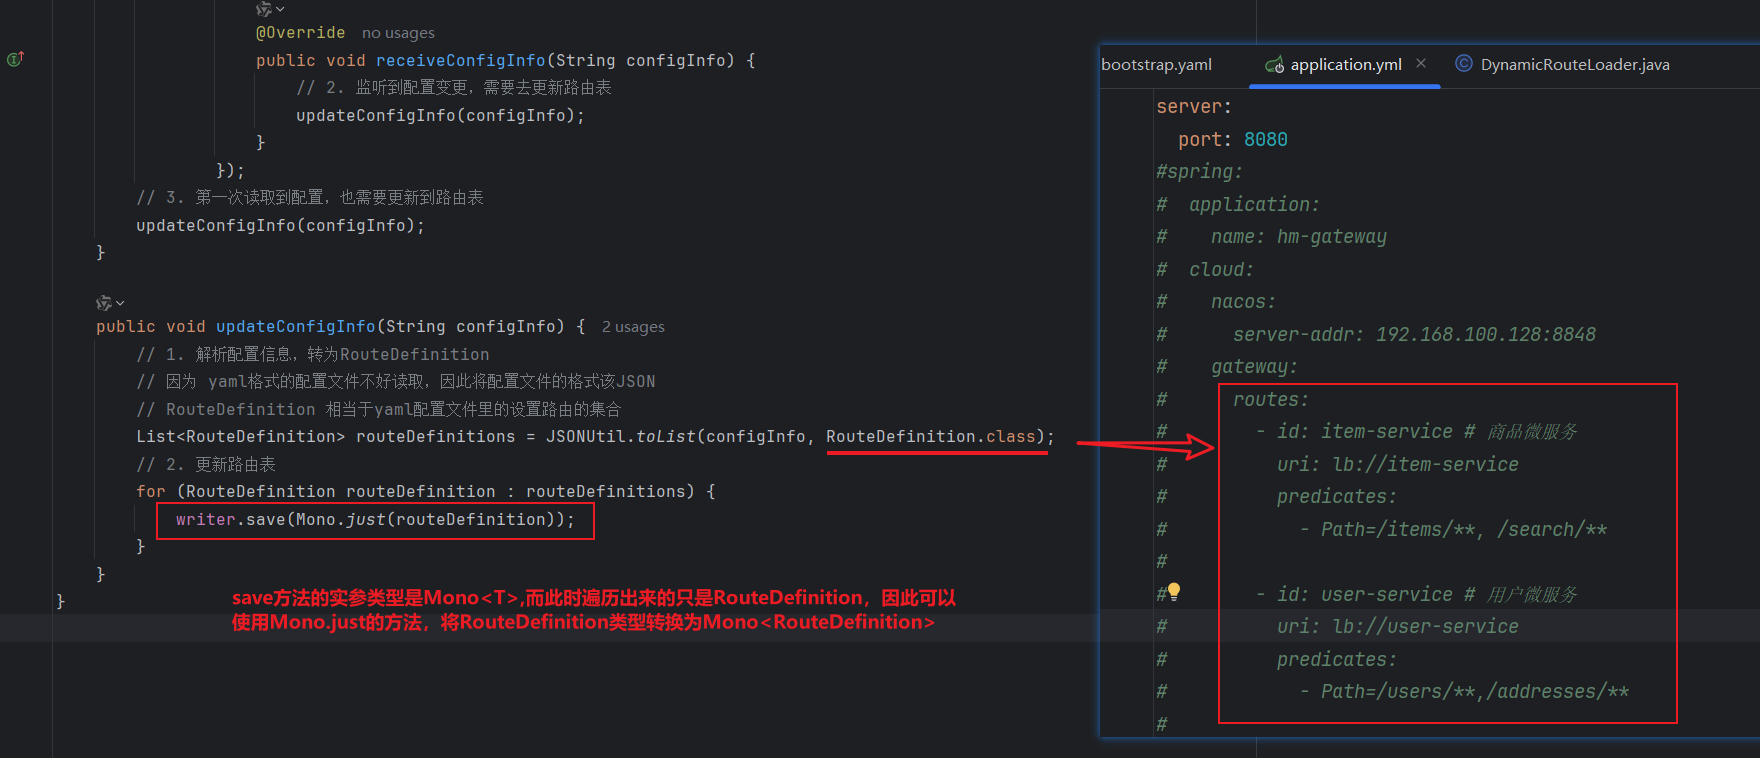 @Override no usages
public void receiveConfigInfo(String configInfo) {
// 2. 监听到配置变更，需要去更新路由表
updateConfigInfo(configInfo);
}
});
// 3. 第一次读取到配置，也需要更新到路由表
updateConfigInfo(configInfo);
}
public void updateConfigInfo(String configInfo) { 2 usages
// 1. 解析配置信息，转为RouteDefinition
// 因为 yaml格式的配置文件不好读取，因此将配置文件的格式该JSON
// RouteDefinition 相当于yaml配置文件里的设置路由的集合
List<RouteDefinition> routeDefinitions = JSONUtil.toList(configInfo, RouteDefinition.class);
// 2. 更新路由表
for (RouteDefinition routeDefinition : routeDefinitions) {
writer.save(Mono.just(routeDefinition));
}
}
}
save方法的实参类型是Mono<T>,而此时遍历出来的只是RouteDefinition，因此可以
使用Mono.just的方法，将RouteDefinition类型转换为Mono<RouteDefinition>
bootstrap.yaml application.yml DynamicRouteLoader.java
server:
port: 8080
#spring:
# application:
# name: hm-gateway
# cloud:
# nacos:
# server-addr: 192.168.100.128:8848
# gateway:
# routes:
# - id: item-service # 商品微服务
# uri: lb://item-service
# predicates:
# - Path=/items/**, /search/**
#
# - id: user-service # 用户微服务
# uri: lb://user-service
# predicates:
# - Path=/users/**,/addresses/**
#